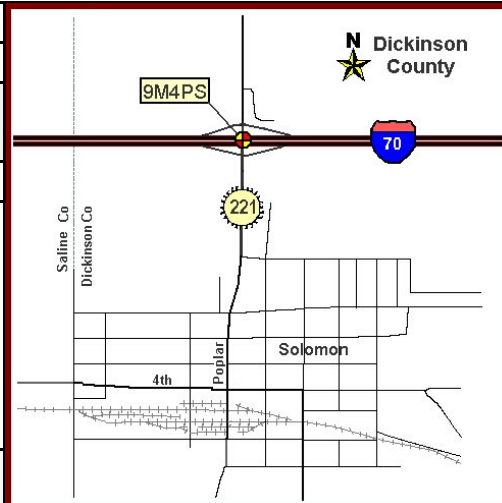 N Dickinson
County
9M4PS
70
221
Saline Co
Dickinson Co
Poplar
Solomon
4th